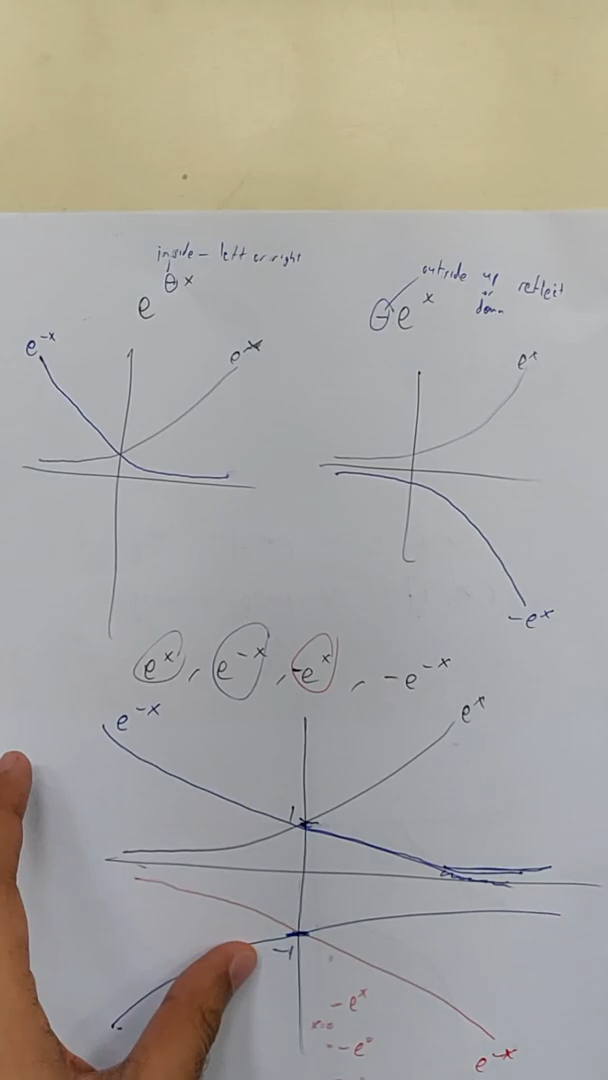 inside – left or right
e^⊖x
e^-x
e^x
outside up or down reflect
⊖e^x
e^x
-e^x
e^x, e^-x, -e^x, -e^-x
e^-x
e^x
1
-1
-e^x
x=0
= -e^0
e^-x